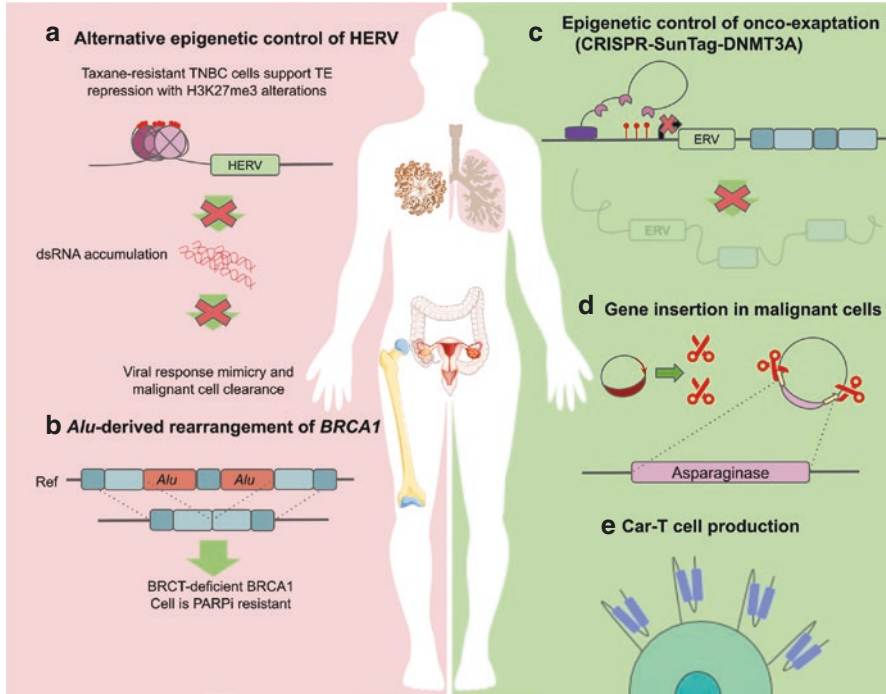 a Alternative epigenetic control of HERV
Taxane-resistant TNBC cells support TE
repression with H3K27me3 alterations
HERV
dsRNA accumulation
Viral response mimicry and
malignant cell clearance
b Alu-derived rearrangement of BRCA1
Ref Alu Alu
BRCT-deficient BRCA1
Cell is PARPi resistant
c Epigenetic control of onco-exaptation
(CRISPR-SunTag-DNMT3A)
ERV
ERV
d Gene insertion in malignant cells
Asparaginase
e Car-T cell production